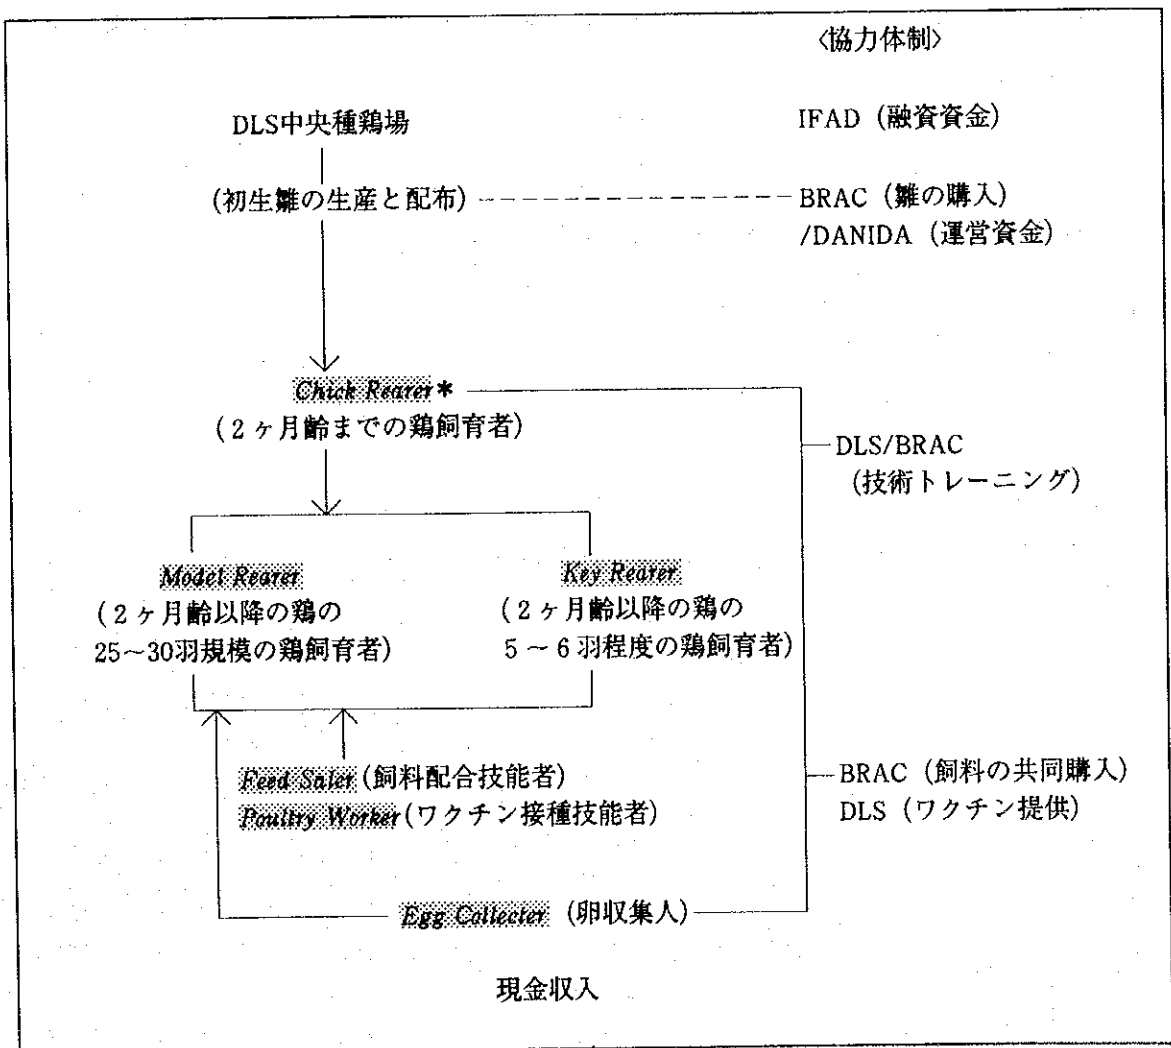 〈協力体制〉
DLS中央種鶏場
IFAD（融資資金）
(初生雛の生産と配布)
BRAC（雛の購入）
/DANIDA（運営資金）
Chick Rearer*
(２ヶ月齢までの鶏飼育者)
DLS/BRAC
(技術トレーニング)
Model Rearer
(２ヶ月齢以降の鶏の
25～30羽規模の鶏飼育者)
Key Rearer
(２ヶ月齢以降の鶏の
５～６羽程度の鶏飼育者)
Feed Saler (飼料配合技能者)
Poultry Worker (ワクチン接種技能者)
BRAC（飼料の共同購入）
DLS（ワクチン提供）
Egg Collecter（卵収集人）
現金収入